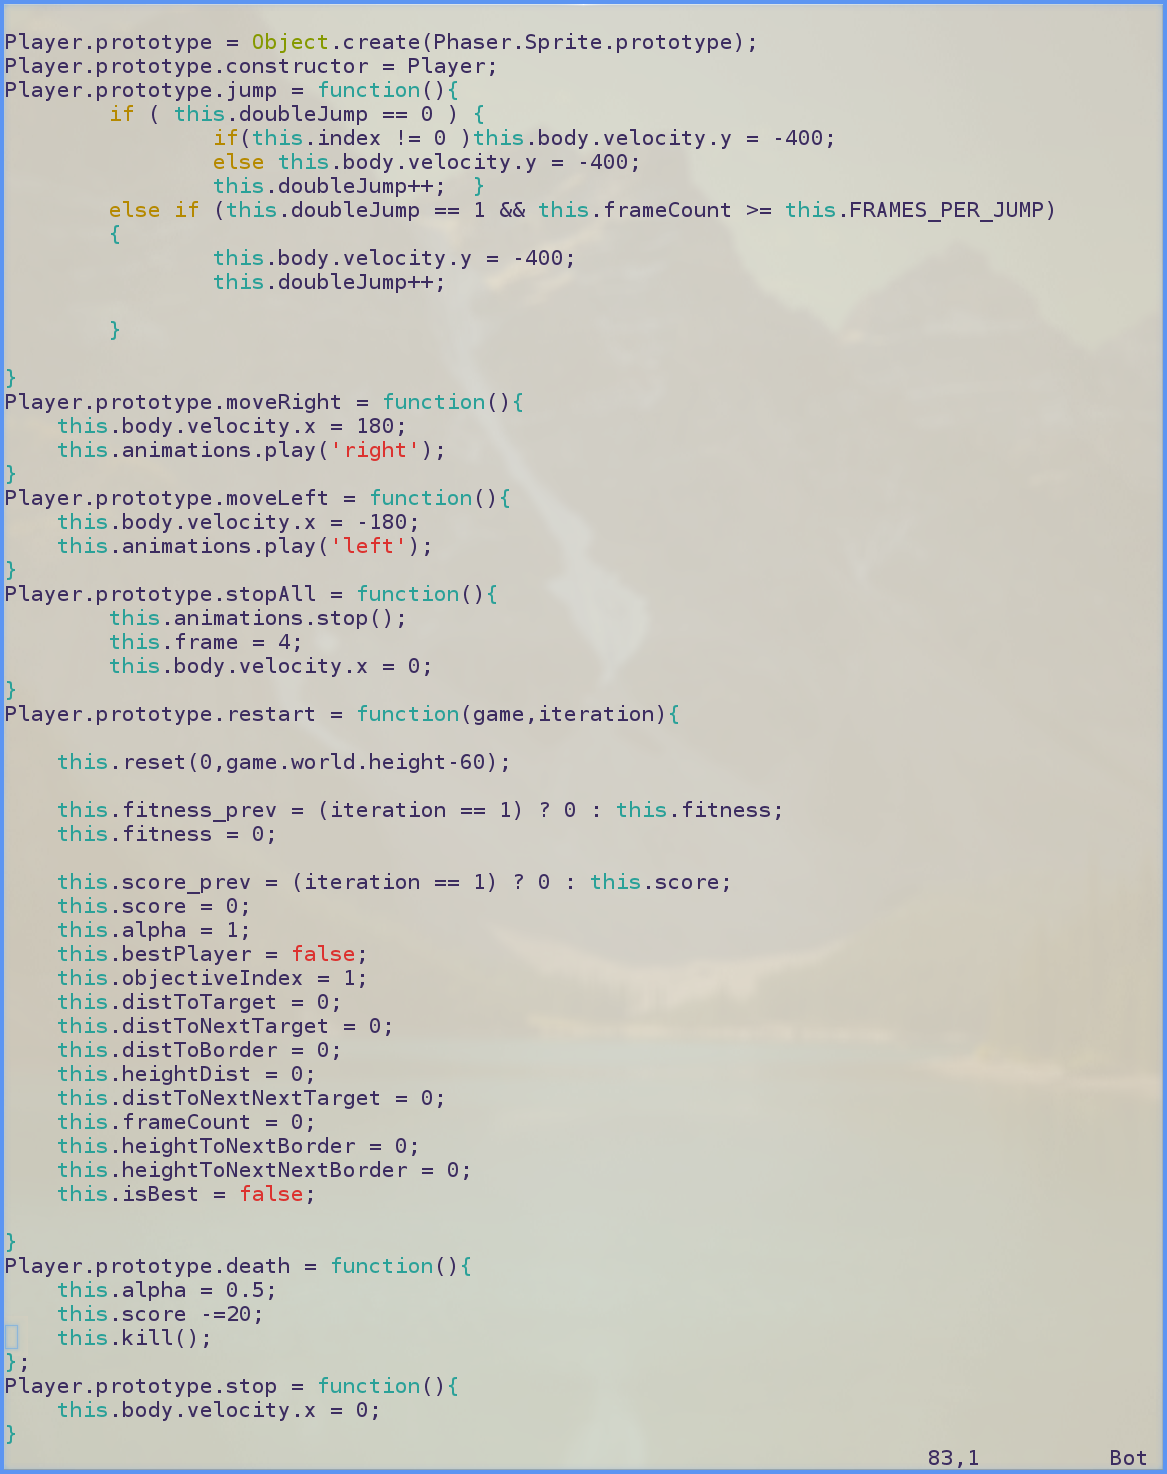 Player.prototype = Object.create(Phaser.Sprite.prototype);
Player.prototype.constructor = Player;
Player.prototype.jump = function(){
        if ( this.doubleJump == 0 ) {
                if(this.index != 0 )this.body.velocity.y = -400;
                else this.body.velocity.y = -400;
                this.doubleJump++;  }
        else if (this.doubleJump == 1 && this.frameCount >= this.FRAMES_PER_JUMP)
        {
                this.body.velocity.y = -400;
                this.doubleJump++;

        }

}
Player.prototype.moveRight = function(){
    this.body.velocity.x = 180;
    this.animations.play('right');
}
Player.prototype.moveLeft = function(){
    this.body.velocity.x = -180;
    this.animations.play('left');
}
Player.prototype.stopAll = function(){
        this.animations.stop();
        this.frame = 4;
        this.body.velocity.x = 0;
}
Player.prototype.restart = function(game,iteration){

    this.reset(0,game.world.height-60);

    this.fitness_prev = (iteration == 1) ? 0 : this.fitness;
    this.fitness = 0;

    this.score_prev = (iteration == 1) ? 0 : this.score;
    this.score = 0;
    this.alpha = 1;
    this.bestPlayer = false;
    this.objectiveIndex = 1;
    this.distToTarget = 0;
    this.distToNextTarget = 0;
    this.distToBorder = 0;
    this.heightDist = 0;
    this.distToNextNextTarget = 0;
    this.frameCount = 0;
    this.heightToNextBorder = 0;
    this.heightToNextNextBorder = 0;
    this.isBest = false;

}
Player.prototype.death = function(){
    this.alpha = 0.5;
    this.score -=20;
    this.kill();
};
Player.prototype.stop = function(){
    this.body.velocity.x = 0;
}
83,1          Bot